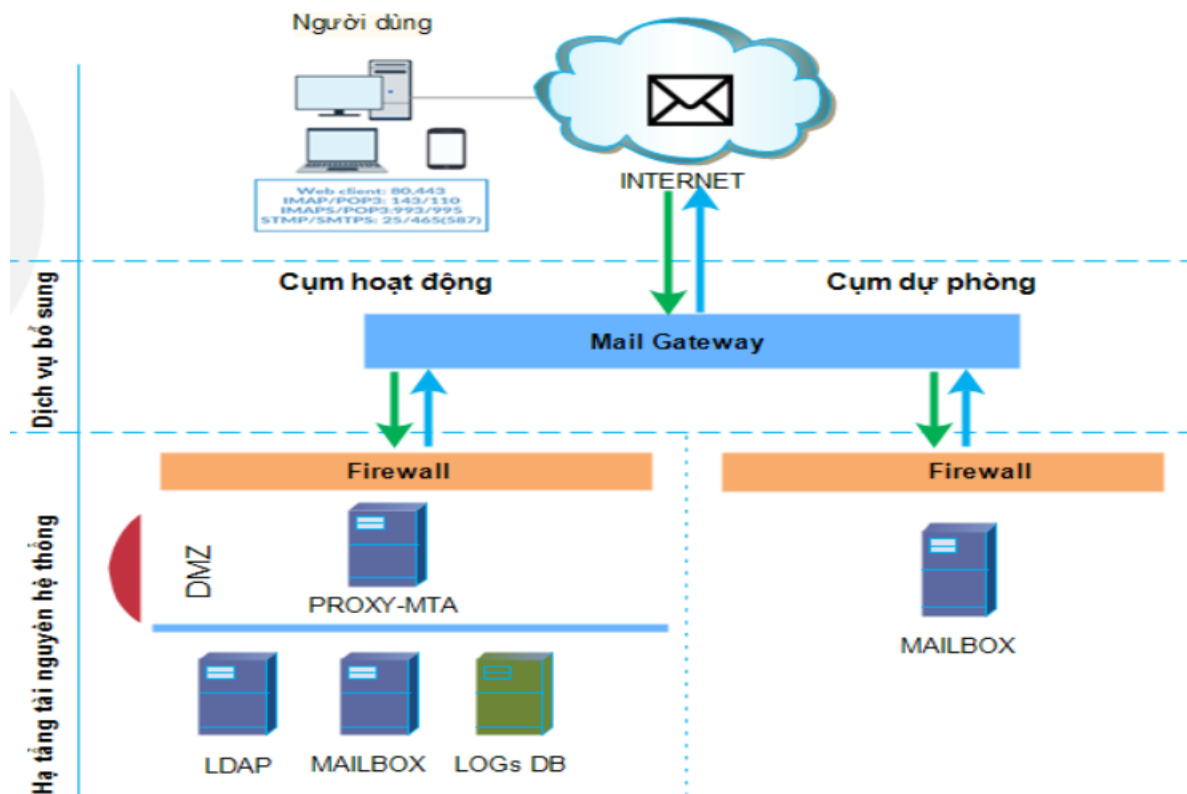 Người dùng
Web client: 80,443
IMAP/POP3: 143/110
IMAPS/POP3:993/995
STMP/SMTPS: 25/465(587)
INTERNET
Dịch vụ bổ sung
Cụm hoạt động
Cụm dự phòng
Mail Gateway
Hạ tầng tài nguyên hệ thống
Firewall
Firewall
DMZ
PROXY-MTA
MAILBOX
LDAP
MAILBOX
LOGs DB